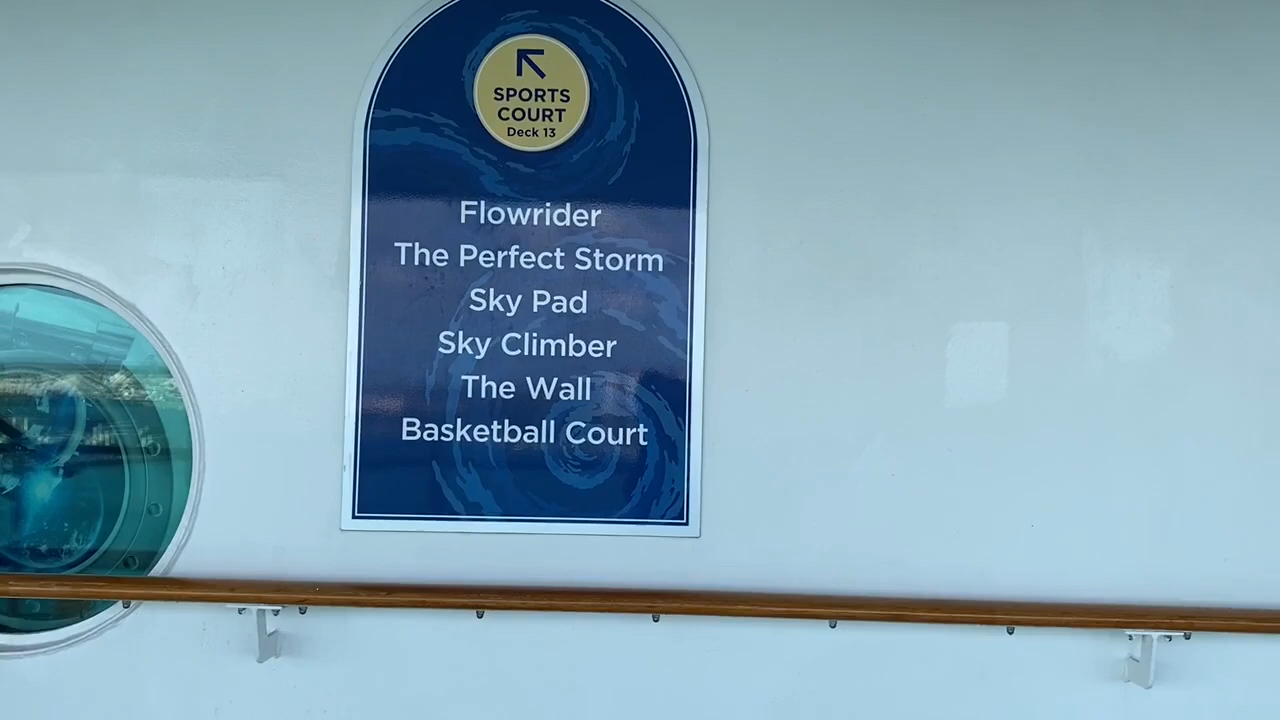 SPORTS
COURT
Deck 13
Flowrider
The Perfect Storm
Sky Pad
Sky Climber
The Wall
Basketball Court